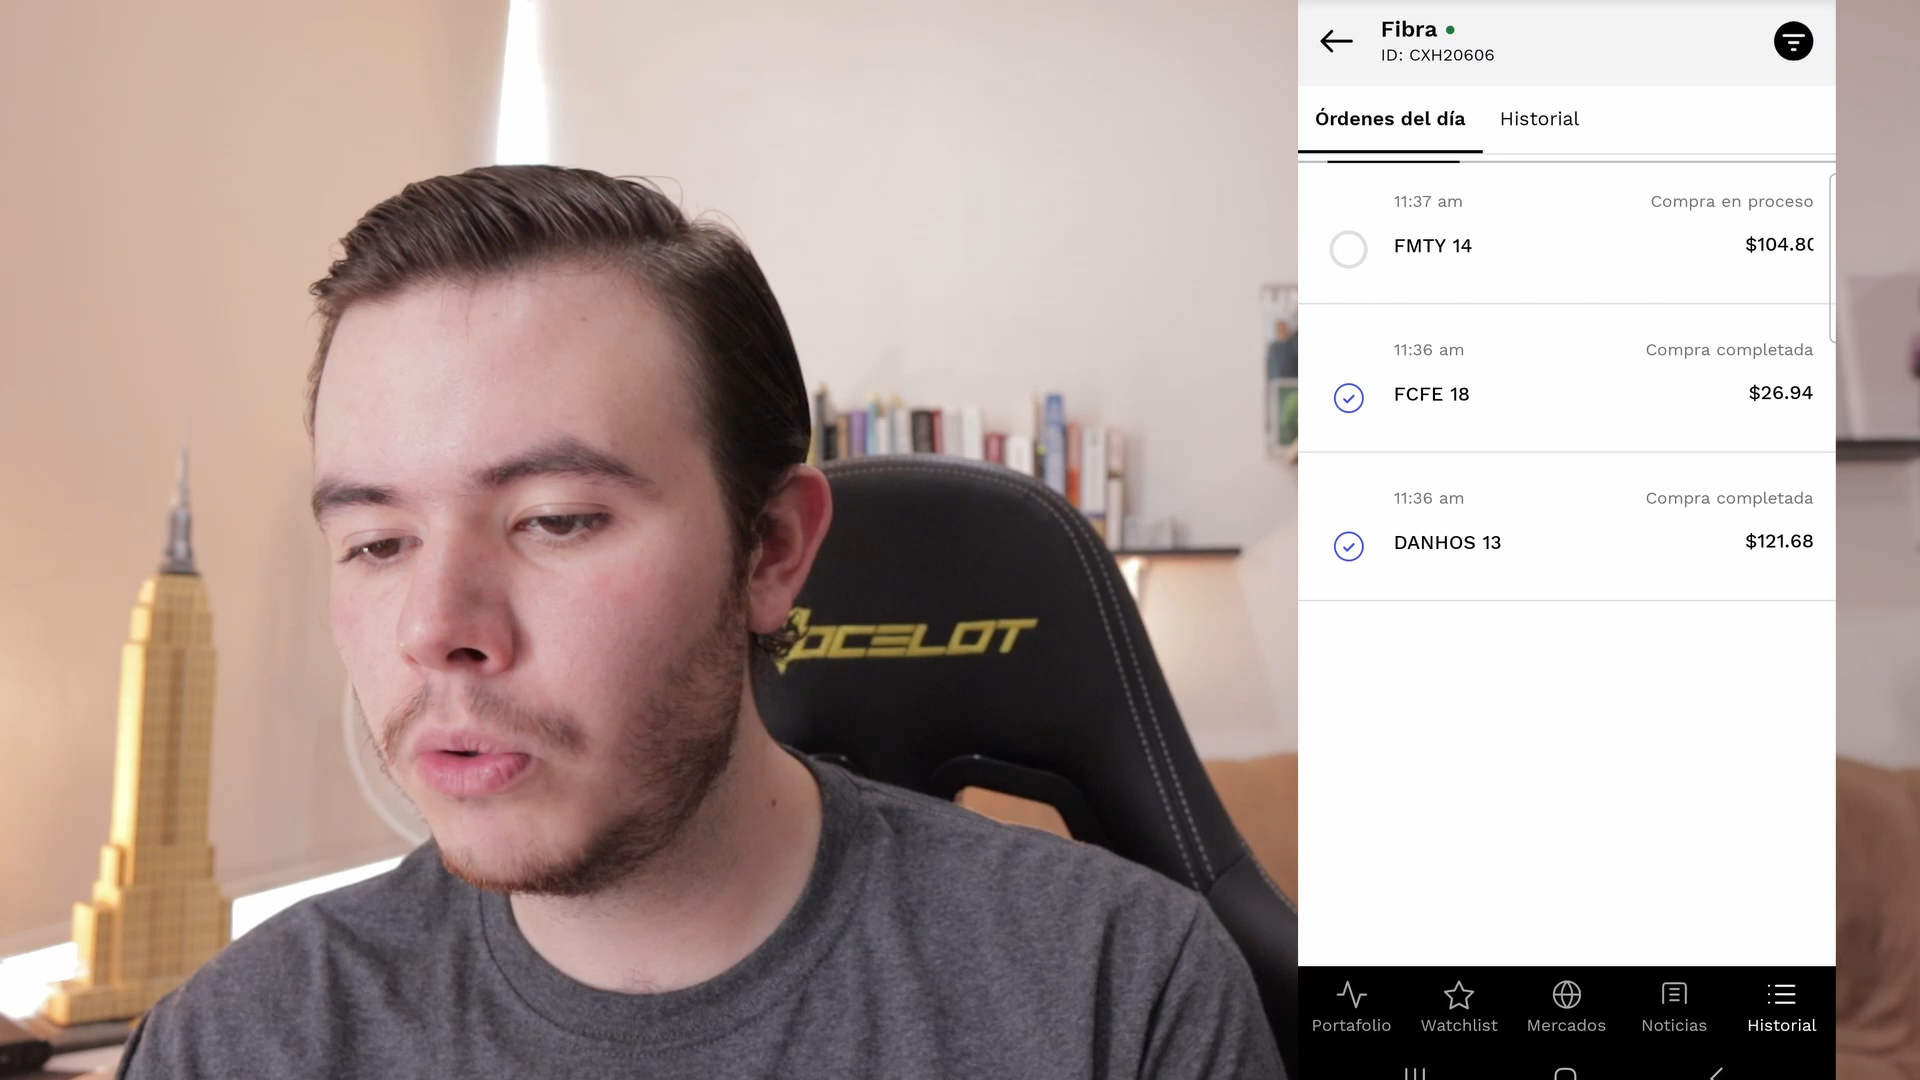 Fibra
ID: CXH20606
Órdenes del día Historial
11:37 am Compra en proceso
FMTY 14 $104.80
11:36 am Compra completada
FCFE 18 $26.94
11:36 am Compra completada
DANHOS 13 $121.68
Portafolio Watchlist Mercados Noticias Historial
OCELOT